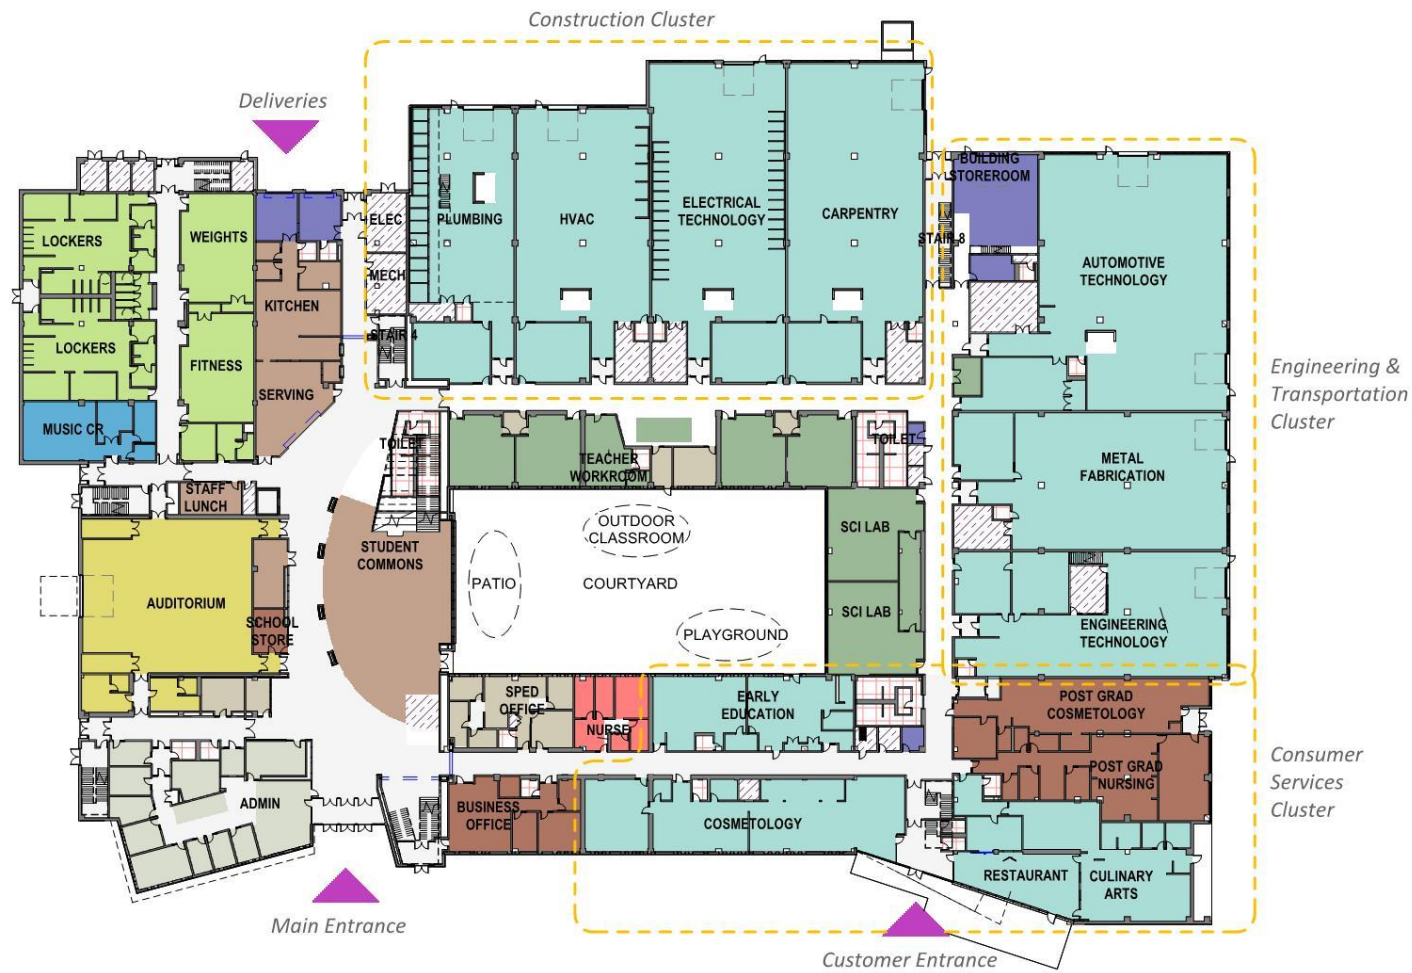 Construction Cluster
Deliveries
BUILDING
STOREROOM
LOCKERS
WEIGHTS
ELEC
PLUMBING
HVAC
ELECTRICAL
TECHNOLOGY
CARPENTRY
STAIR 8
MECH
AUTOMOTIVE
TECHNOLOGY
KITCHEN
STAIR 4
LOCKERS
FITNESS
SERVING
Engineering &
Transportation
Cluster
MUSIC CR
TOILET
TEACHER
WORKROOM
TOILET
METAL
FABRICATION
STAFF
LUNCH
OUTDOOR
CLASSROOM
SCI LAB
STUDENT
COMMONS
PATIO
COURTYARD
AUDITORIUM
SCHOOL
STORE
SCI LAB
PLAYGROUND
ENGINEERING
TECHNOLOGY
SPED
OFFICE
NURSE
EARLY
EDUCATION
POST GRAD
COSMETOLOGY
POST GRAD
NURSING
Consumer
Services
Cluster
ADMIN
BUSINESS
OFFICE
COSMETOLOGY
RESTAURANT
CULINARY
ARTS
Main Entrance
Customer Entrance